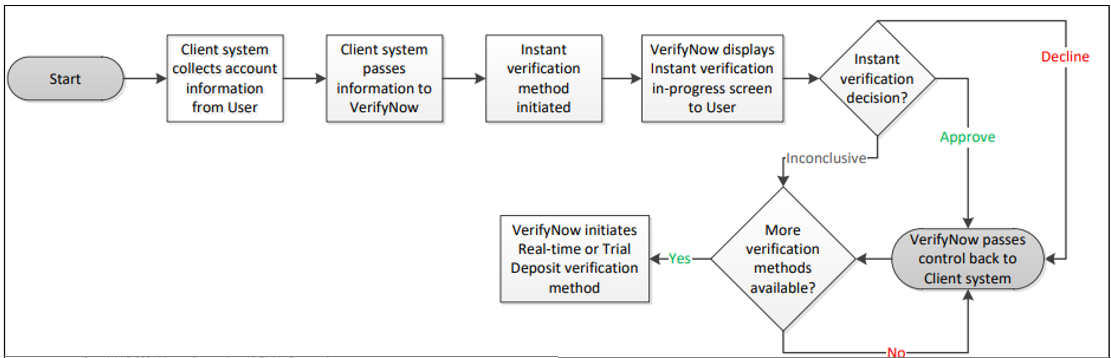 Start
Client system
collects account
information
from User
Client system
passes
information to
VerifyNow
Instant
verification
method
initiated
VerifyNow displays
Instant verification
in-progress screen
to User
Instant
verification
decision?
Decline
Approve
Inconclusive
VerifyNow initiates
Real-time or Trial
Deposit verification
method
Yes
More
verification
methods
available?
VerifyNow passes
control back to
Client system
No